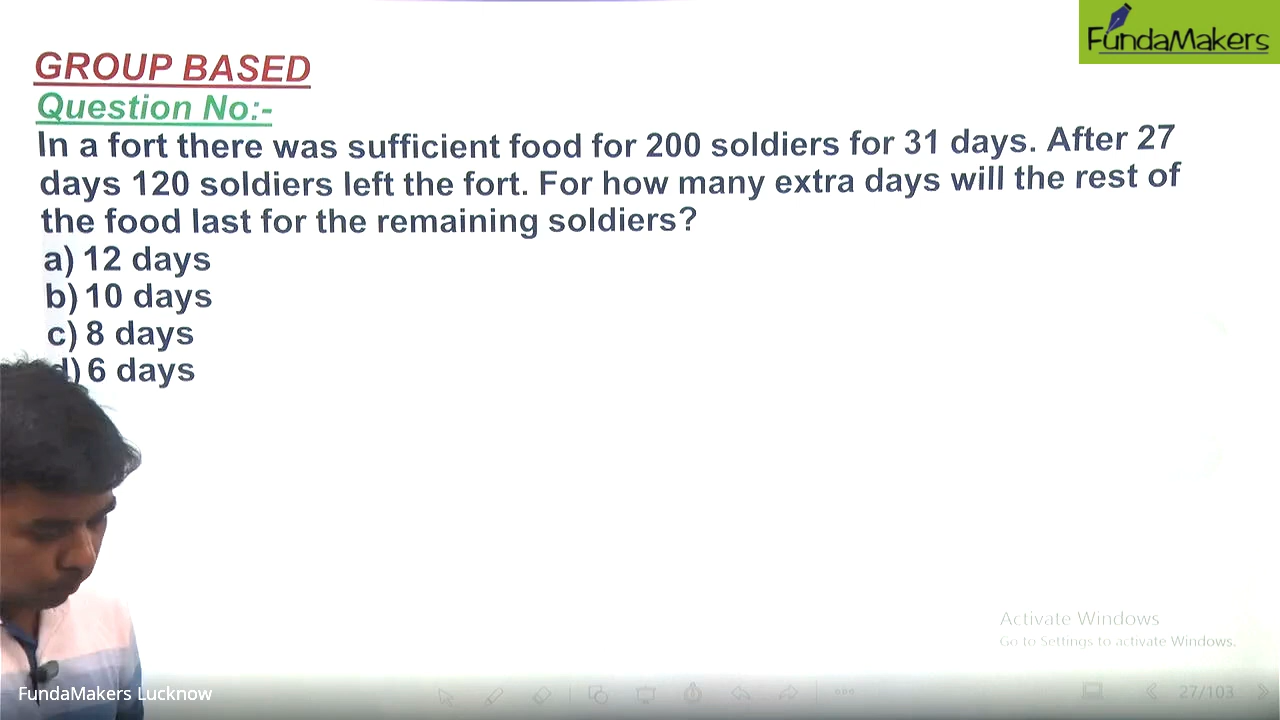 FundaMakers
GROUP BASED
Question No:-
In a fort there was sufficient food for 200 soldiers for 31 days. After 27
days 120 soldiers left the fort. For how many extra days will the rest of
the food last for the remaining soldiers?
a) 12 days
b) 10 days
c) 8 days
d) 6 days
Activate Windows
Go to Settings to activate Windows.
FundaMakers Lucknow
27/103